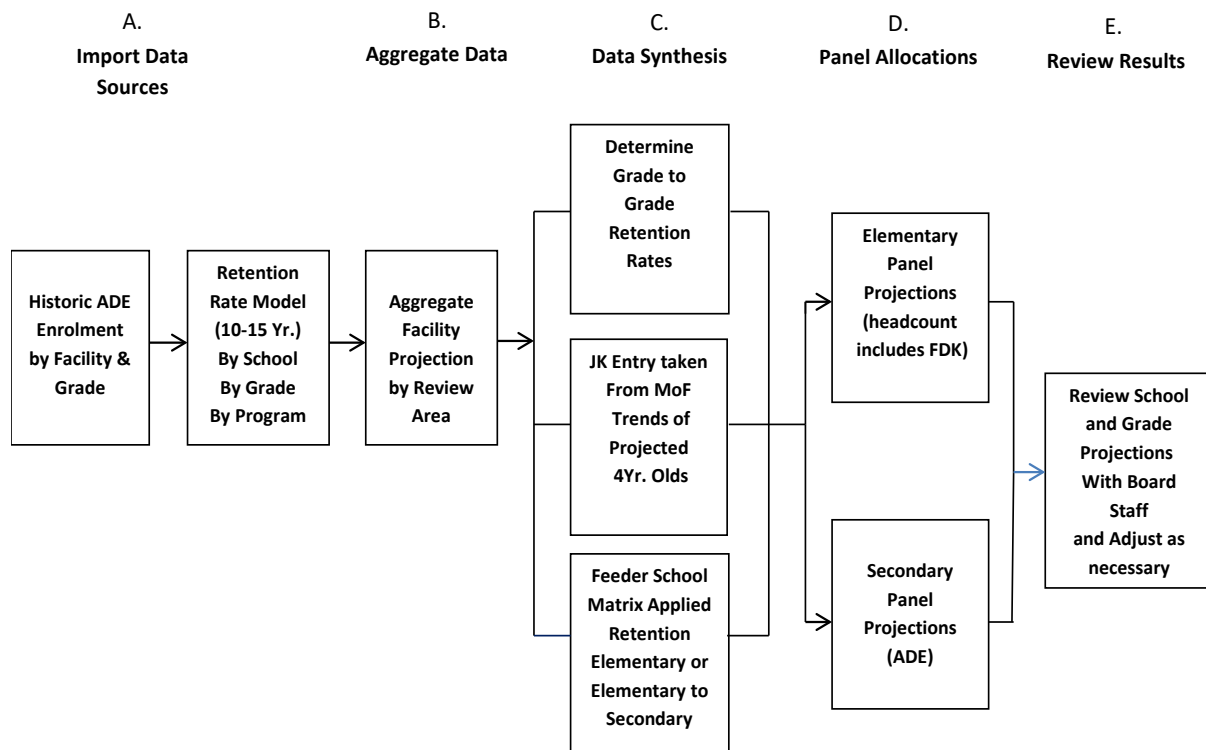 A.
Import Data
Sources
B.
Aggregate Data
C.
Data Synthesis
D.
Panel Allocations
E.
Review Results
Historic ADE
Enrolment
by Facility &
Grade
Retention
Rate Model
(10-15 Yr.)
By School
By Grade
By Program
Aggregate
Facility
Projection
by Review
Area
Determine
Grade to
Grade
Retention
Rates
JK Entry taken
From MoF
Trends of
Projected
4Yr. Olds
Feeder School
Matrix Applied
Retention
Elementary or
Elementary to
Secondary
Elementary
Panel
Projections
(headcount
includes FDK)
Secondary
Panel
Projections
(ADE)
Review School
and Grade
Projections
With Board
Staff
and Adjust as
necessary